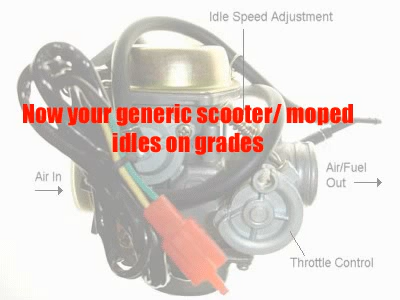 Idle Speed Adjustment
Now your generic scooter/ moped
idles on grades
Air In
Air/Fuel
Out
Throttle Control